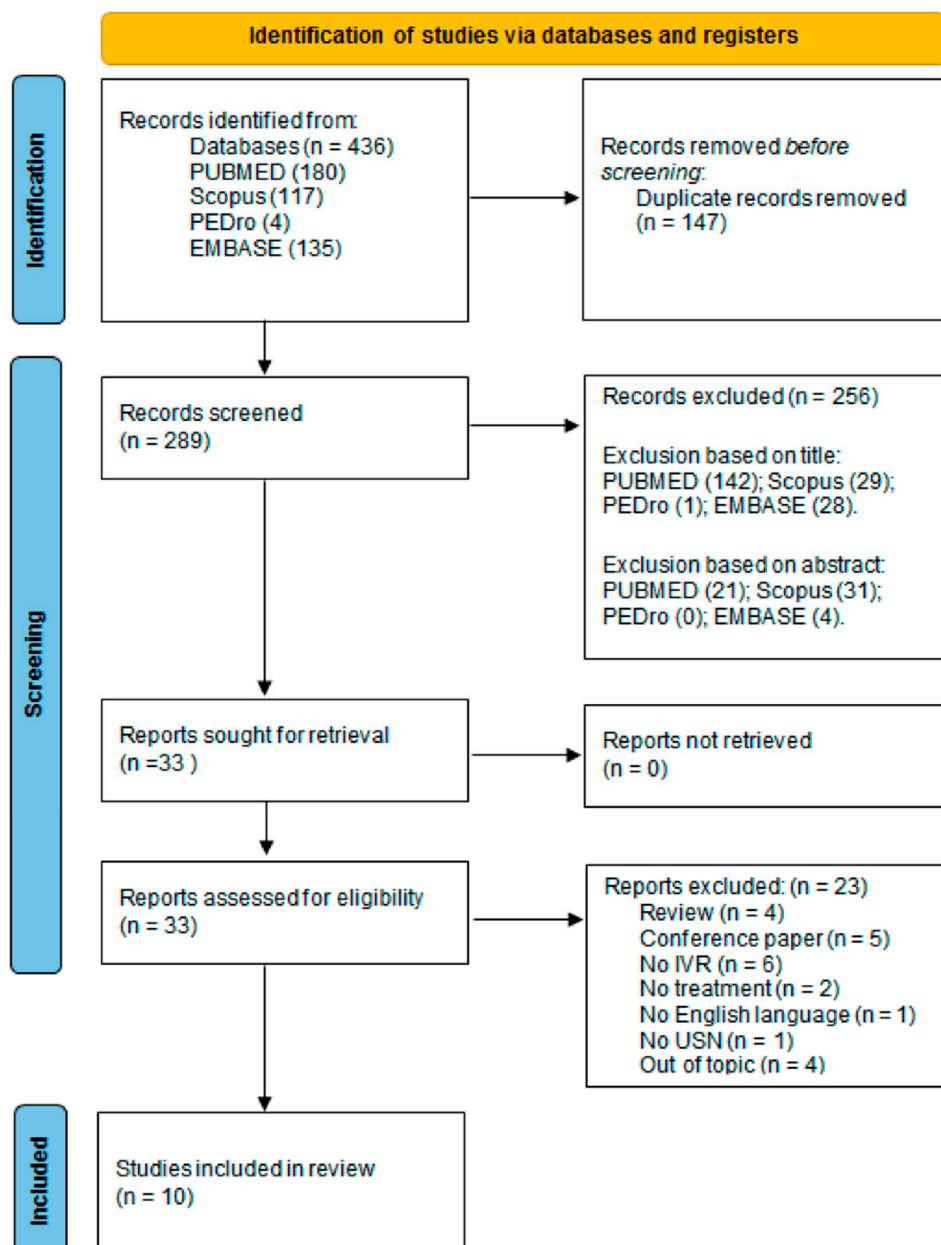 Identification of studies via databases and registers
Identification
Records identified from:
Databases (n = 436)
PUBMED (180)
Scopus (117)
PEDro (4)
EMBASE (135)
Records removed before
screening:
Duplicate records removed
(n = 147)
Screening
Records screened
(n = 289)
Records excluded (n = 256)
Exclusion based on title:
PUBMED (142); Scopus (29);
PEDro (1); EMBASE (28).
Exclusion based on abstract:
PUBMED (21); Scopus (31);
PEDro (0); EMBASE (4).
Reports sought for retrieval
(n =33 )
Reports not retrieved
(n = 0)
Reports assessed for eligibility
(n = 33)
Reports excluded: (n = 23)
Review (n = 4)
Conference paper (n = 5)
No IVR (n = 6)
No treatment (n = 2)
No English language (n = 1)
No USN (n = 1)
Out of topic (n = 4)
Included
Studies included in review
(n = 10)